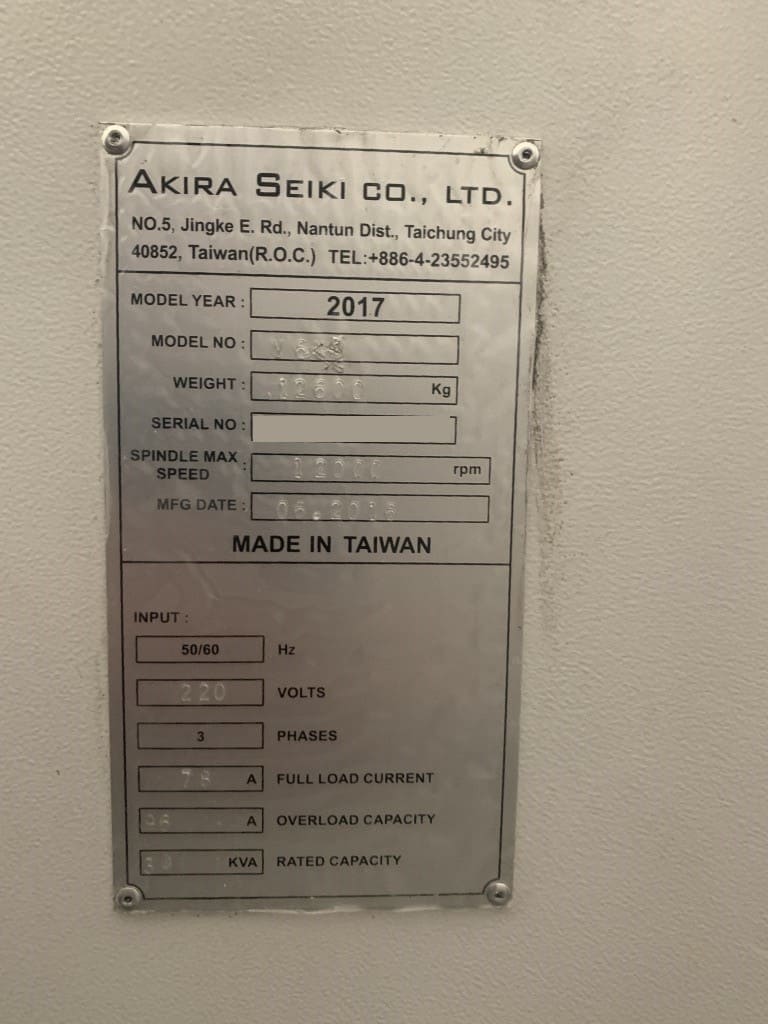 AKIRA SEIKI CO., LTD.
NO.5, Jingke E. Rd., Nantun Dist., Taichung City
40852, Taiwan(R.O.C.) TEL:+886-4-23552495
MODEL YEAR : 2017
MODEL NO :
WEIGHT : Kg
SERIAL NO :
SPINDLE MAX SPEED : 12000 rpm
MFG DATE :
MADE IN TAIWAN
INPUT :
50/60 Hz
220 VOLTS
3 PHASES
78 A FULL LOAD CURRENT
A OVERLOAD CAPACITY
KVA RATED CAPACITY